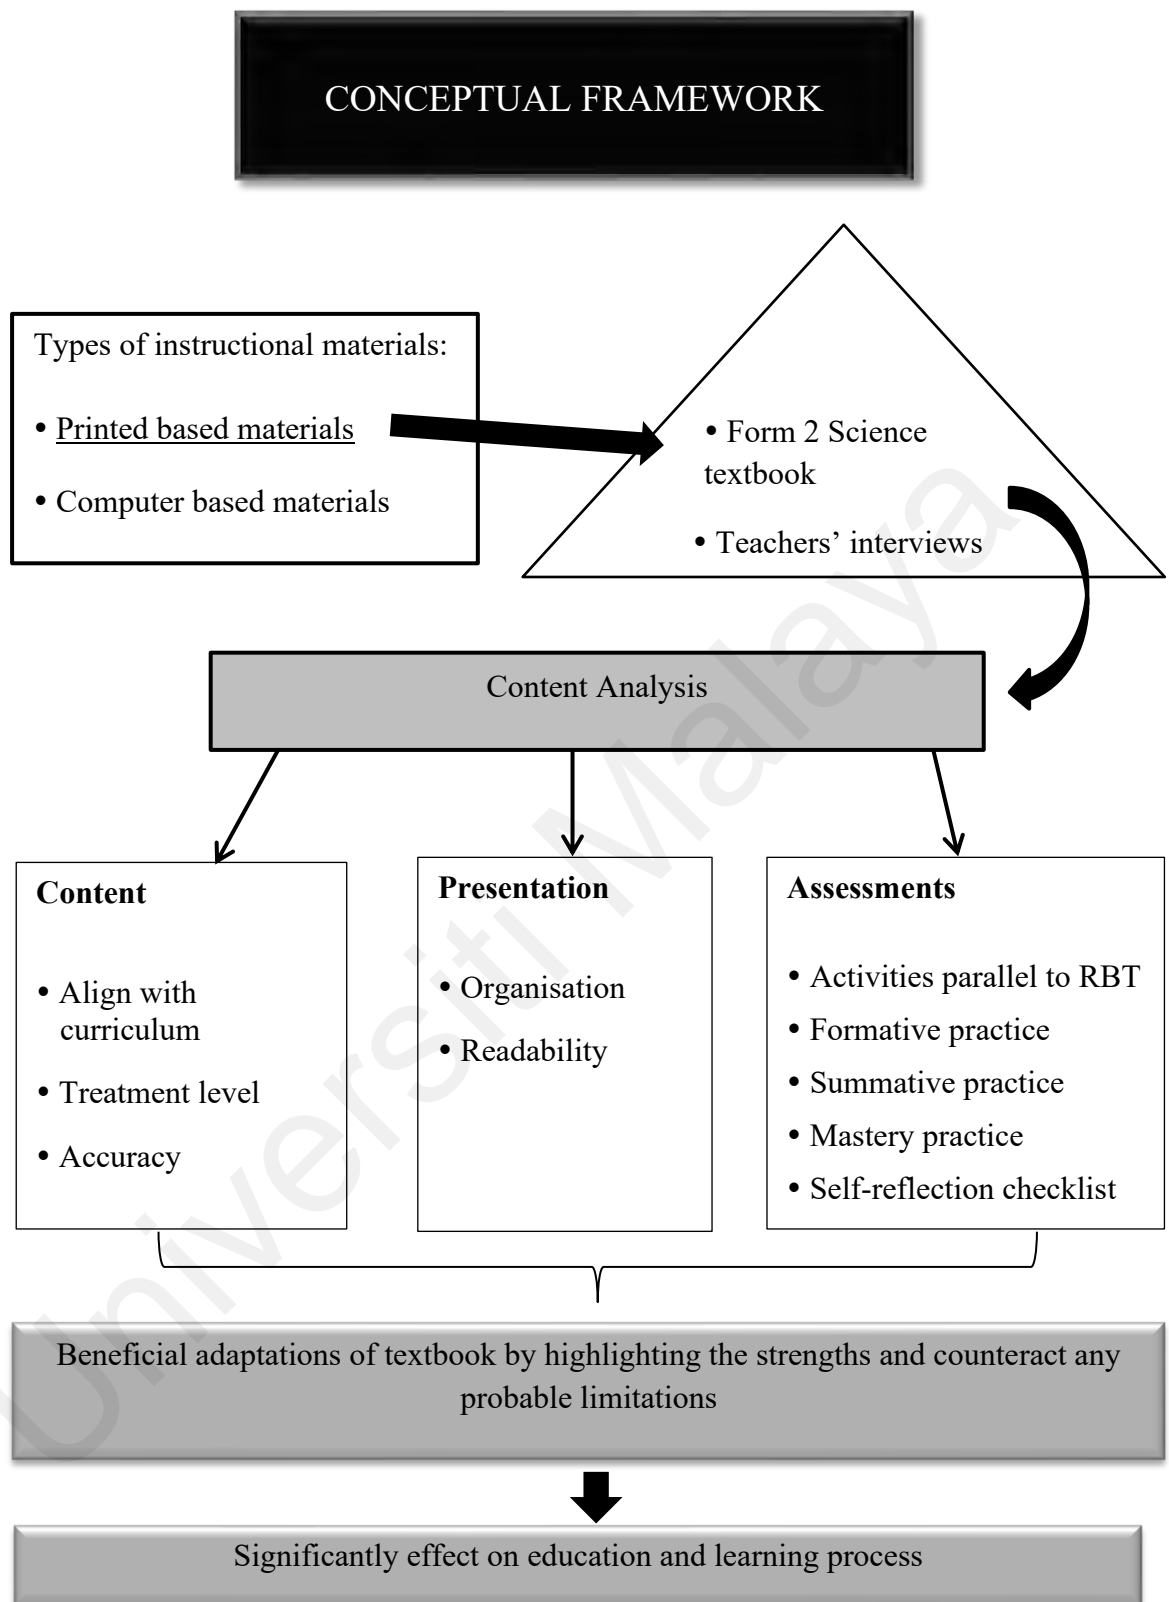 CONCEPTUAL FRAMEWORK
Types of instructional materials:
• Printed based materials
• Computer based materials
• Form 2 Science
textbook
• Teachers’ interviews
Content Analysis
Content
• Align with
curriculum
• Treatment level
• Accuracy
Presentation
• Organisation
• Readability
Assessments
• Activities parallel to RBT
• Formative practice
• Summative practice
• Mastery practice
• Self-reflection checklist
Beneficial adaptations of textbook by highlighting the strengths and counteract any
probable limitations
Significantly effect on education and learning process
Universiti Malaya